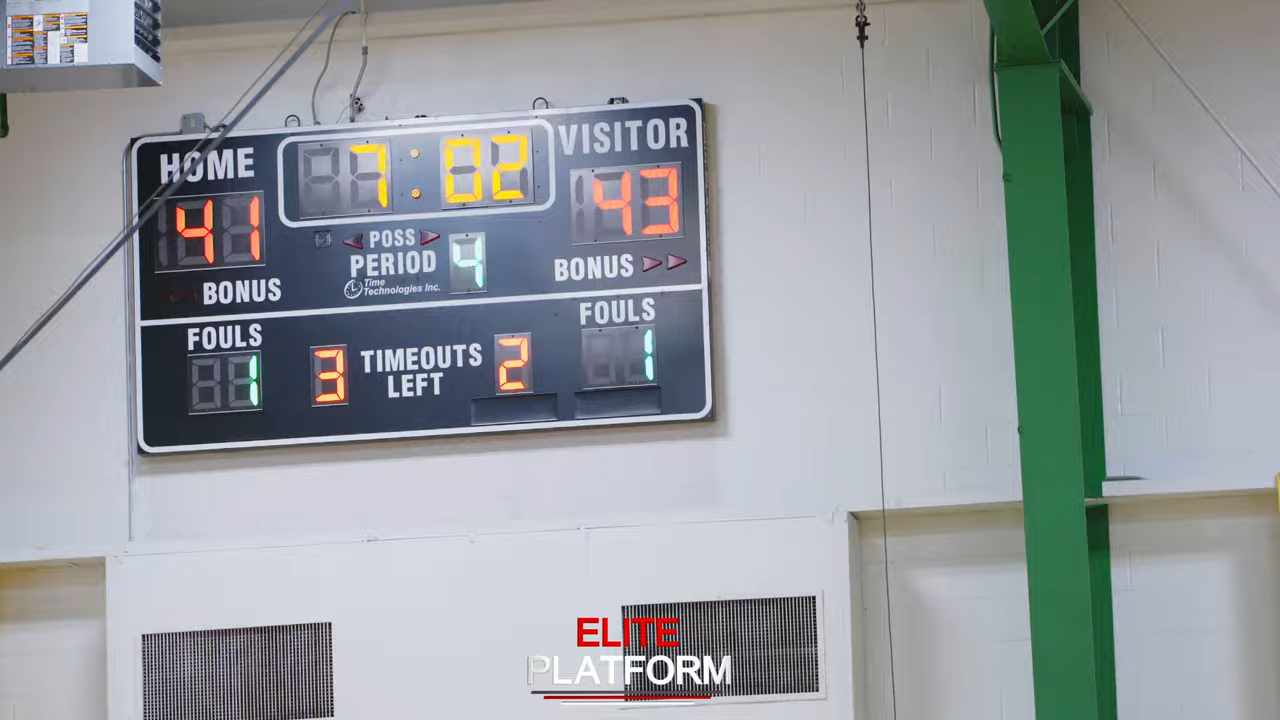 HOME
7:02
VISITOR
41
43
POSS
PERIOD 4
BONUS
Time
Technologies Inc.
BONUS
FOULS
FOULS
1
3
TIMEOUTS
LEFT
2
1
ELITE
PLATFORM